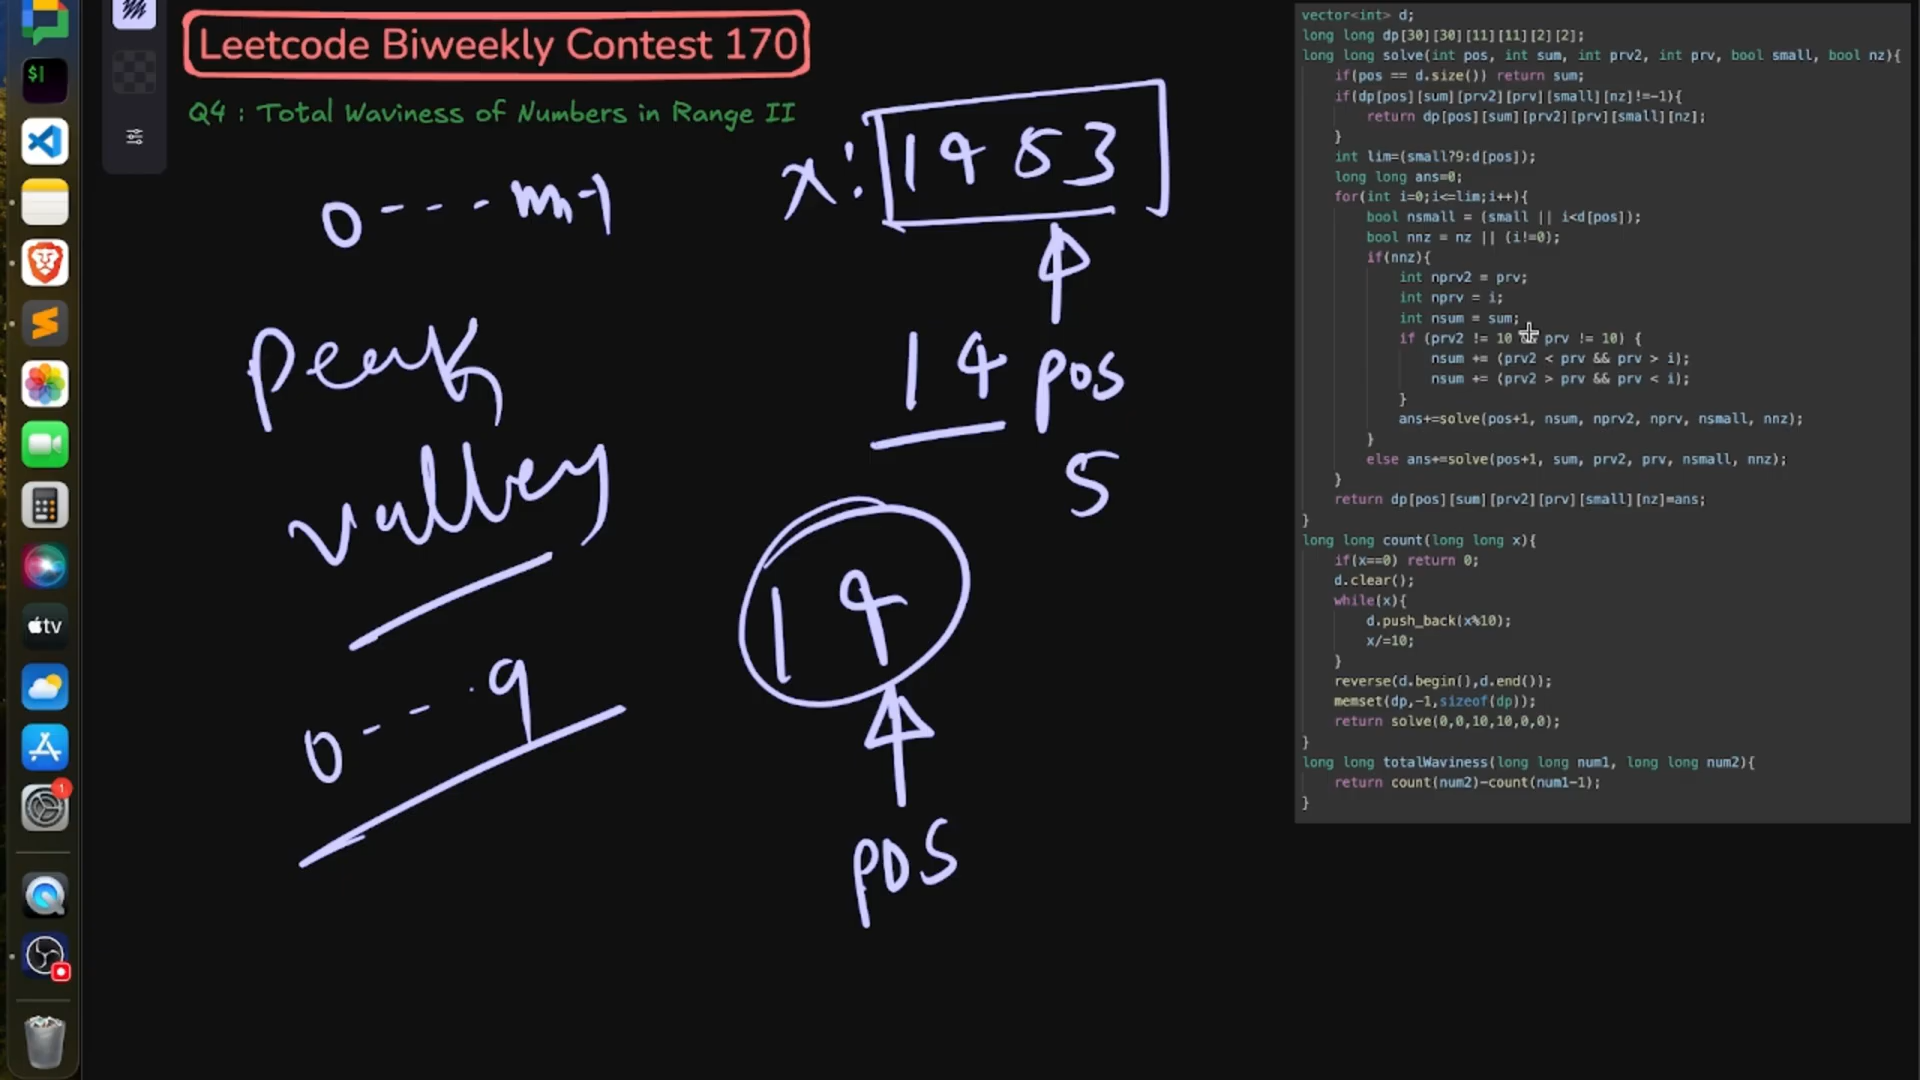 Leetcode Biweekly Contest 170
Q4 : Total Waviness of Numbers in Range II
x:
peak
valley
0 - - - 9
1 4 pos
5
1 4
pos
$|
tv
1
vector<int> d;
long long dp[30][30][11][11][2][2];
long long solve(int pos, int sum, int prv2, int prv, bool small, bool nz){
if(pos == d.size()) return sum;
if(dp[pos][sum][prv2][prv][small][nz]!=-1){
return dp[pos][sum][prv2][prv][small][nz];
}
int lim=(small?9:d[pos]);
long long ans=0;
for(int i=0;i<=lim;i++){
bool nsmall = (small || i<d[pos]);
bool nnz = nz || (i!=0);
if(nnz){
int nprv2 = prv;
int nprv = i;
int nsum = sum;
if (prv2 != 10 && prv != 10) {
nsum += (prv2 < prv && prv > i);
nsum += (prv2 > prv && prv < i);
}
ans+=solve(pos+1, nsum, nprv2, nprv, nsmall, nnz);
}
else ans+=solve(pos+1, sum, prv2, prv, nsmall, nnz);
}
return dp[pos][sum][prv2][prv][small][nz]=ans;
}
long long count(long long x){
if(x==0) return 0;
d.clear();
while(x){
d.push_back(x%10);
x/=10;
}
reverse(d.begin(),d.end());
memset(dp,-1,sizeof(dp));
return solve(0,0,10,10,0,0);
}
long long totalWaviness(long long num1, long long num2){
return count(num2)-count(num1-1);
}